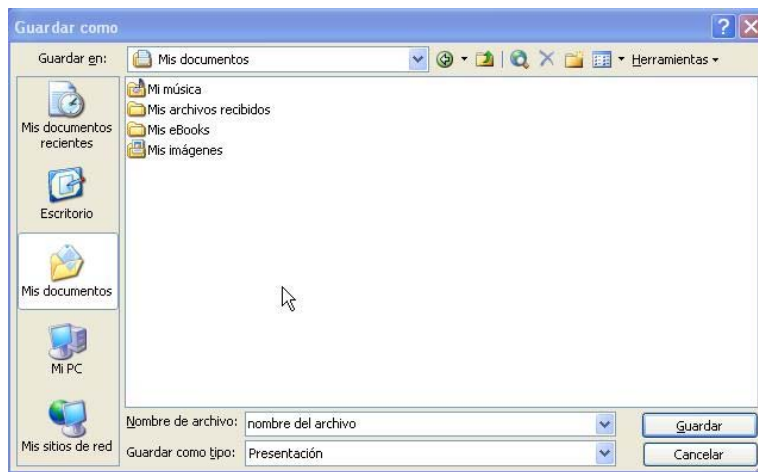 Guardar como
Guardar en: Mis documentos Herramientas
Mi música
Mis archivos recibidos
Mis eBooks
Mis imágenes
Mis documentos
recientes
Escritorio
Mis documentos
Mi PC
Mis sitios de red
Nombre de archivo: nombre del archivo Guardar
Guardar como tipo: Presentación Cancelar